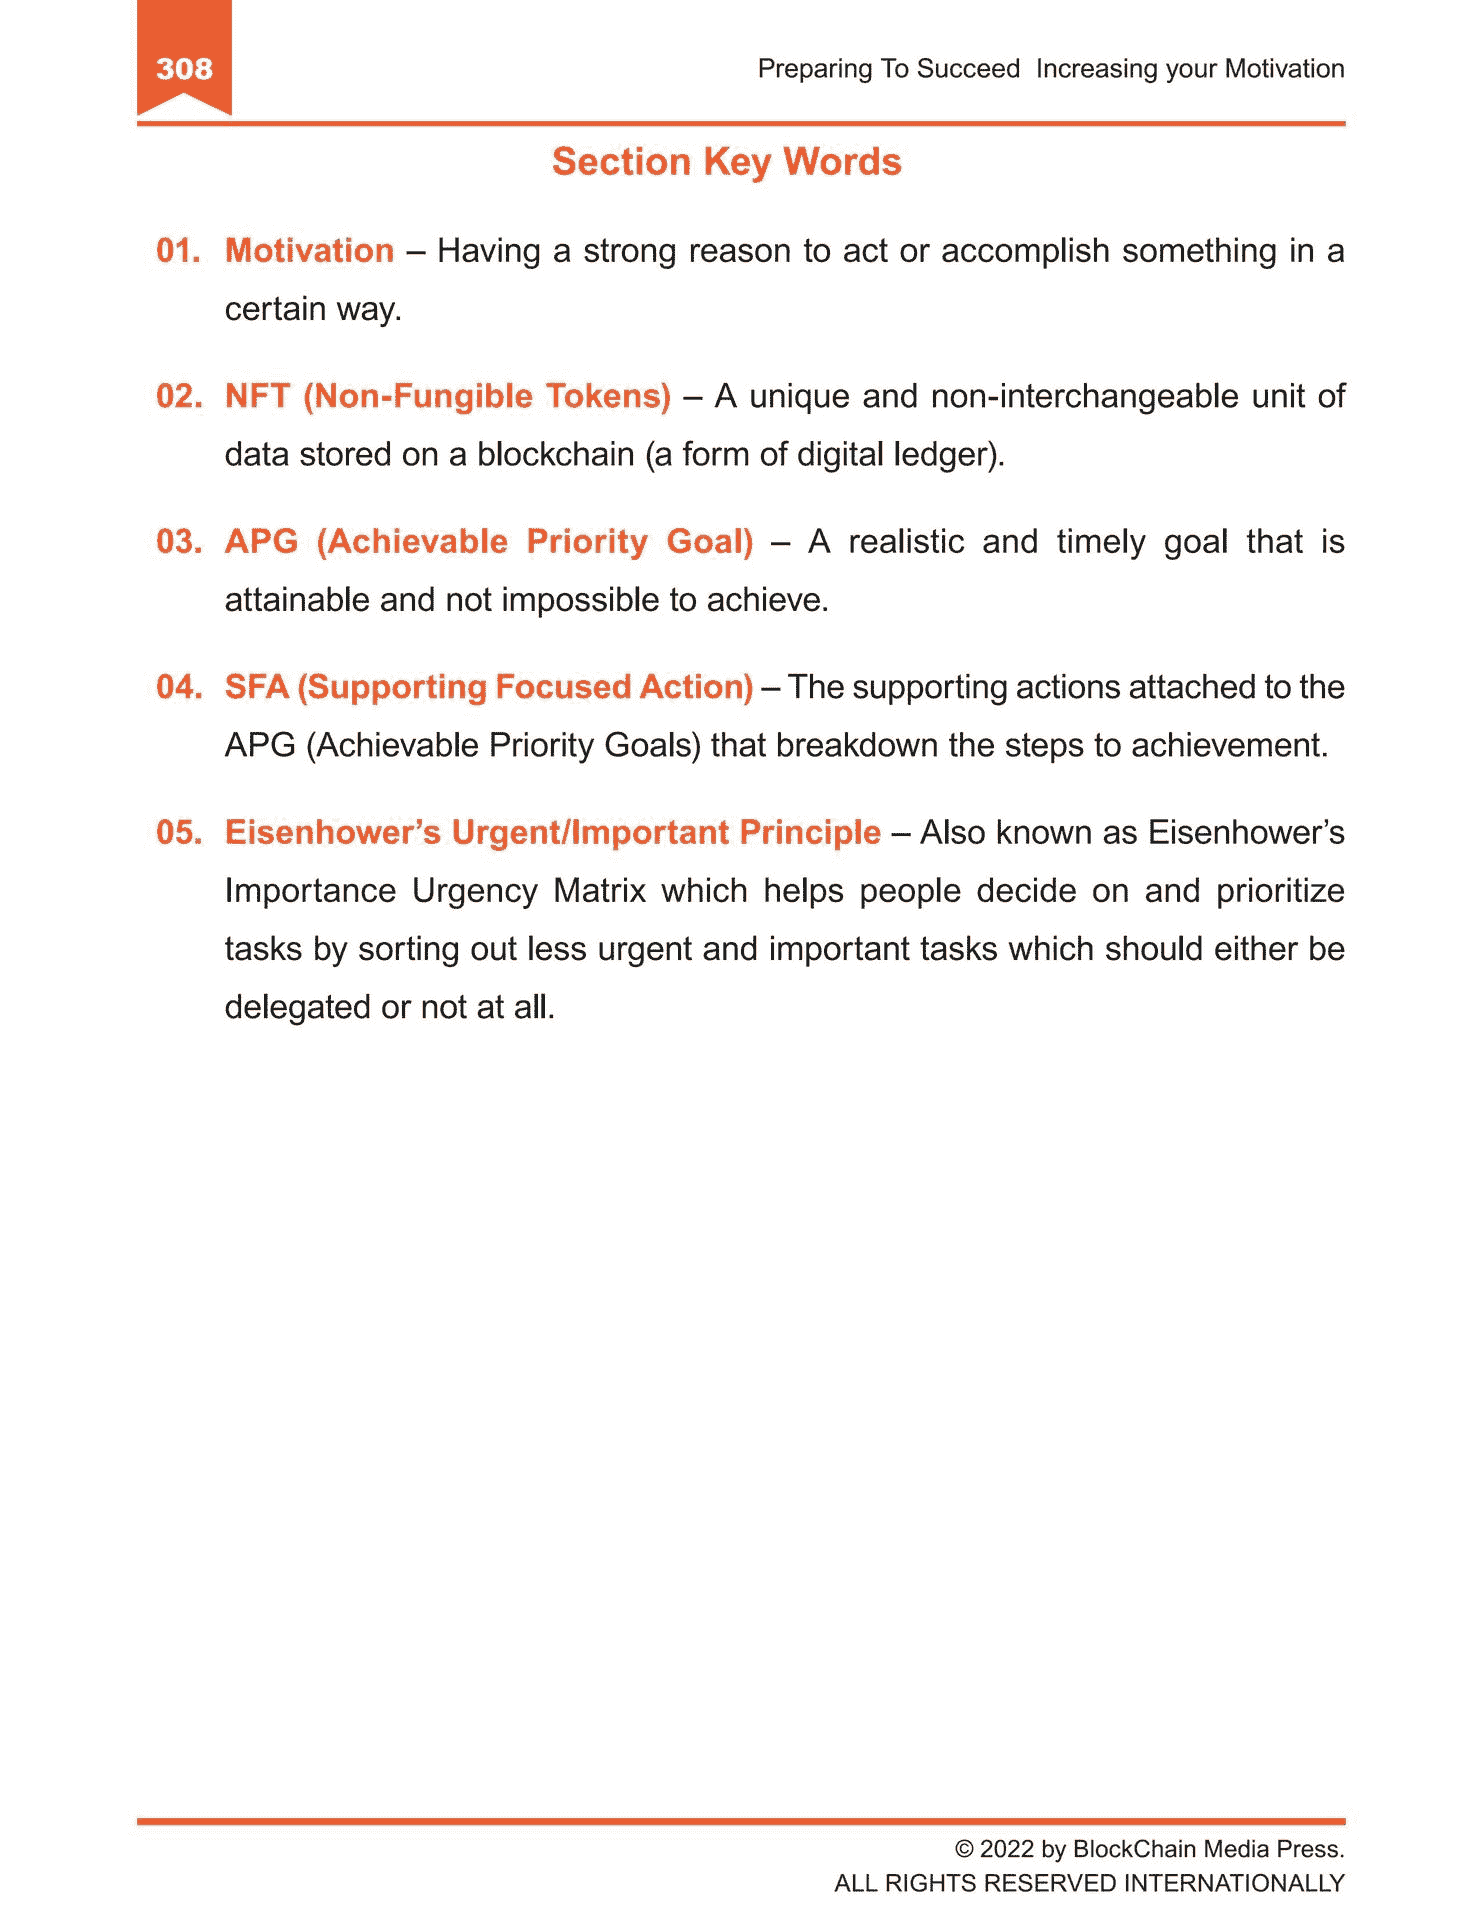 308
Preparing To Succeed  Increasing your Motivation
Section Key Words
01. Motivation – Having a strong reason to act or accomplish something in a
certain way.
02. NFT (Non-Fungible Tokens) – A unique and non-interchangeable unit of
data stored on a blockchain (a form of digital ledger).
03. APG (Achievable Priority Goal) – A realistic and timely goal that is
attainable and not impossible to achieve.
04. SFA (Supporting Focused Action) – The supporting actions attached to the
APG (Achievable Priority Goals) that breakdown the steps to achievement.
05. Eisenhower’s Urgent/Important Principle – Also known as Eisenhower’s
Importance Urgency Matrix which helps people decide on and prioritize
tasks by sorting out less urgent and important tasks which should either be
delegated or not at all.
© 2022 by BlockChain Media Press.
ALL RIGHTS RESERVED INTERNATIONALLY